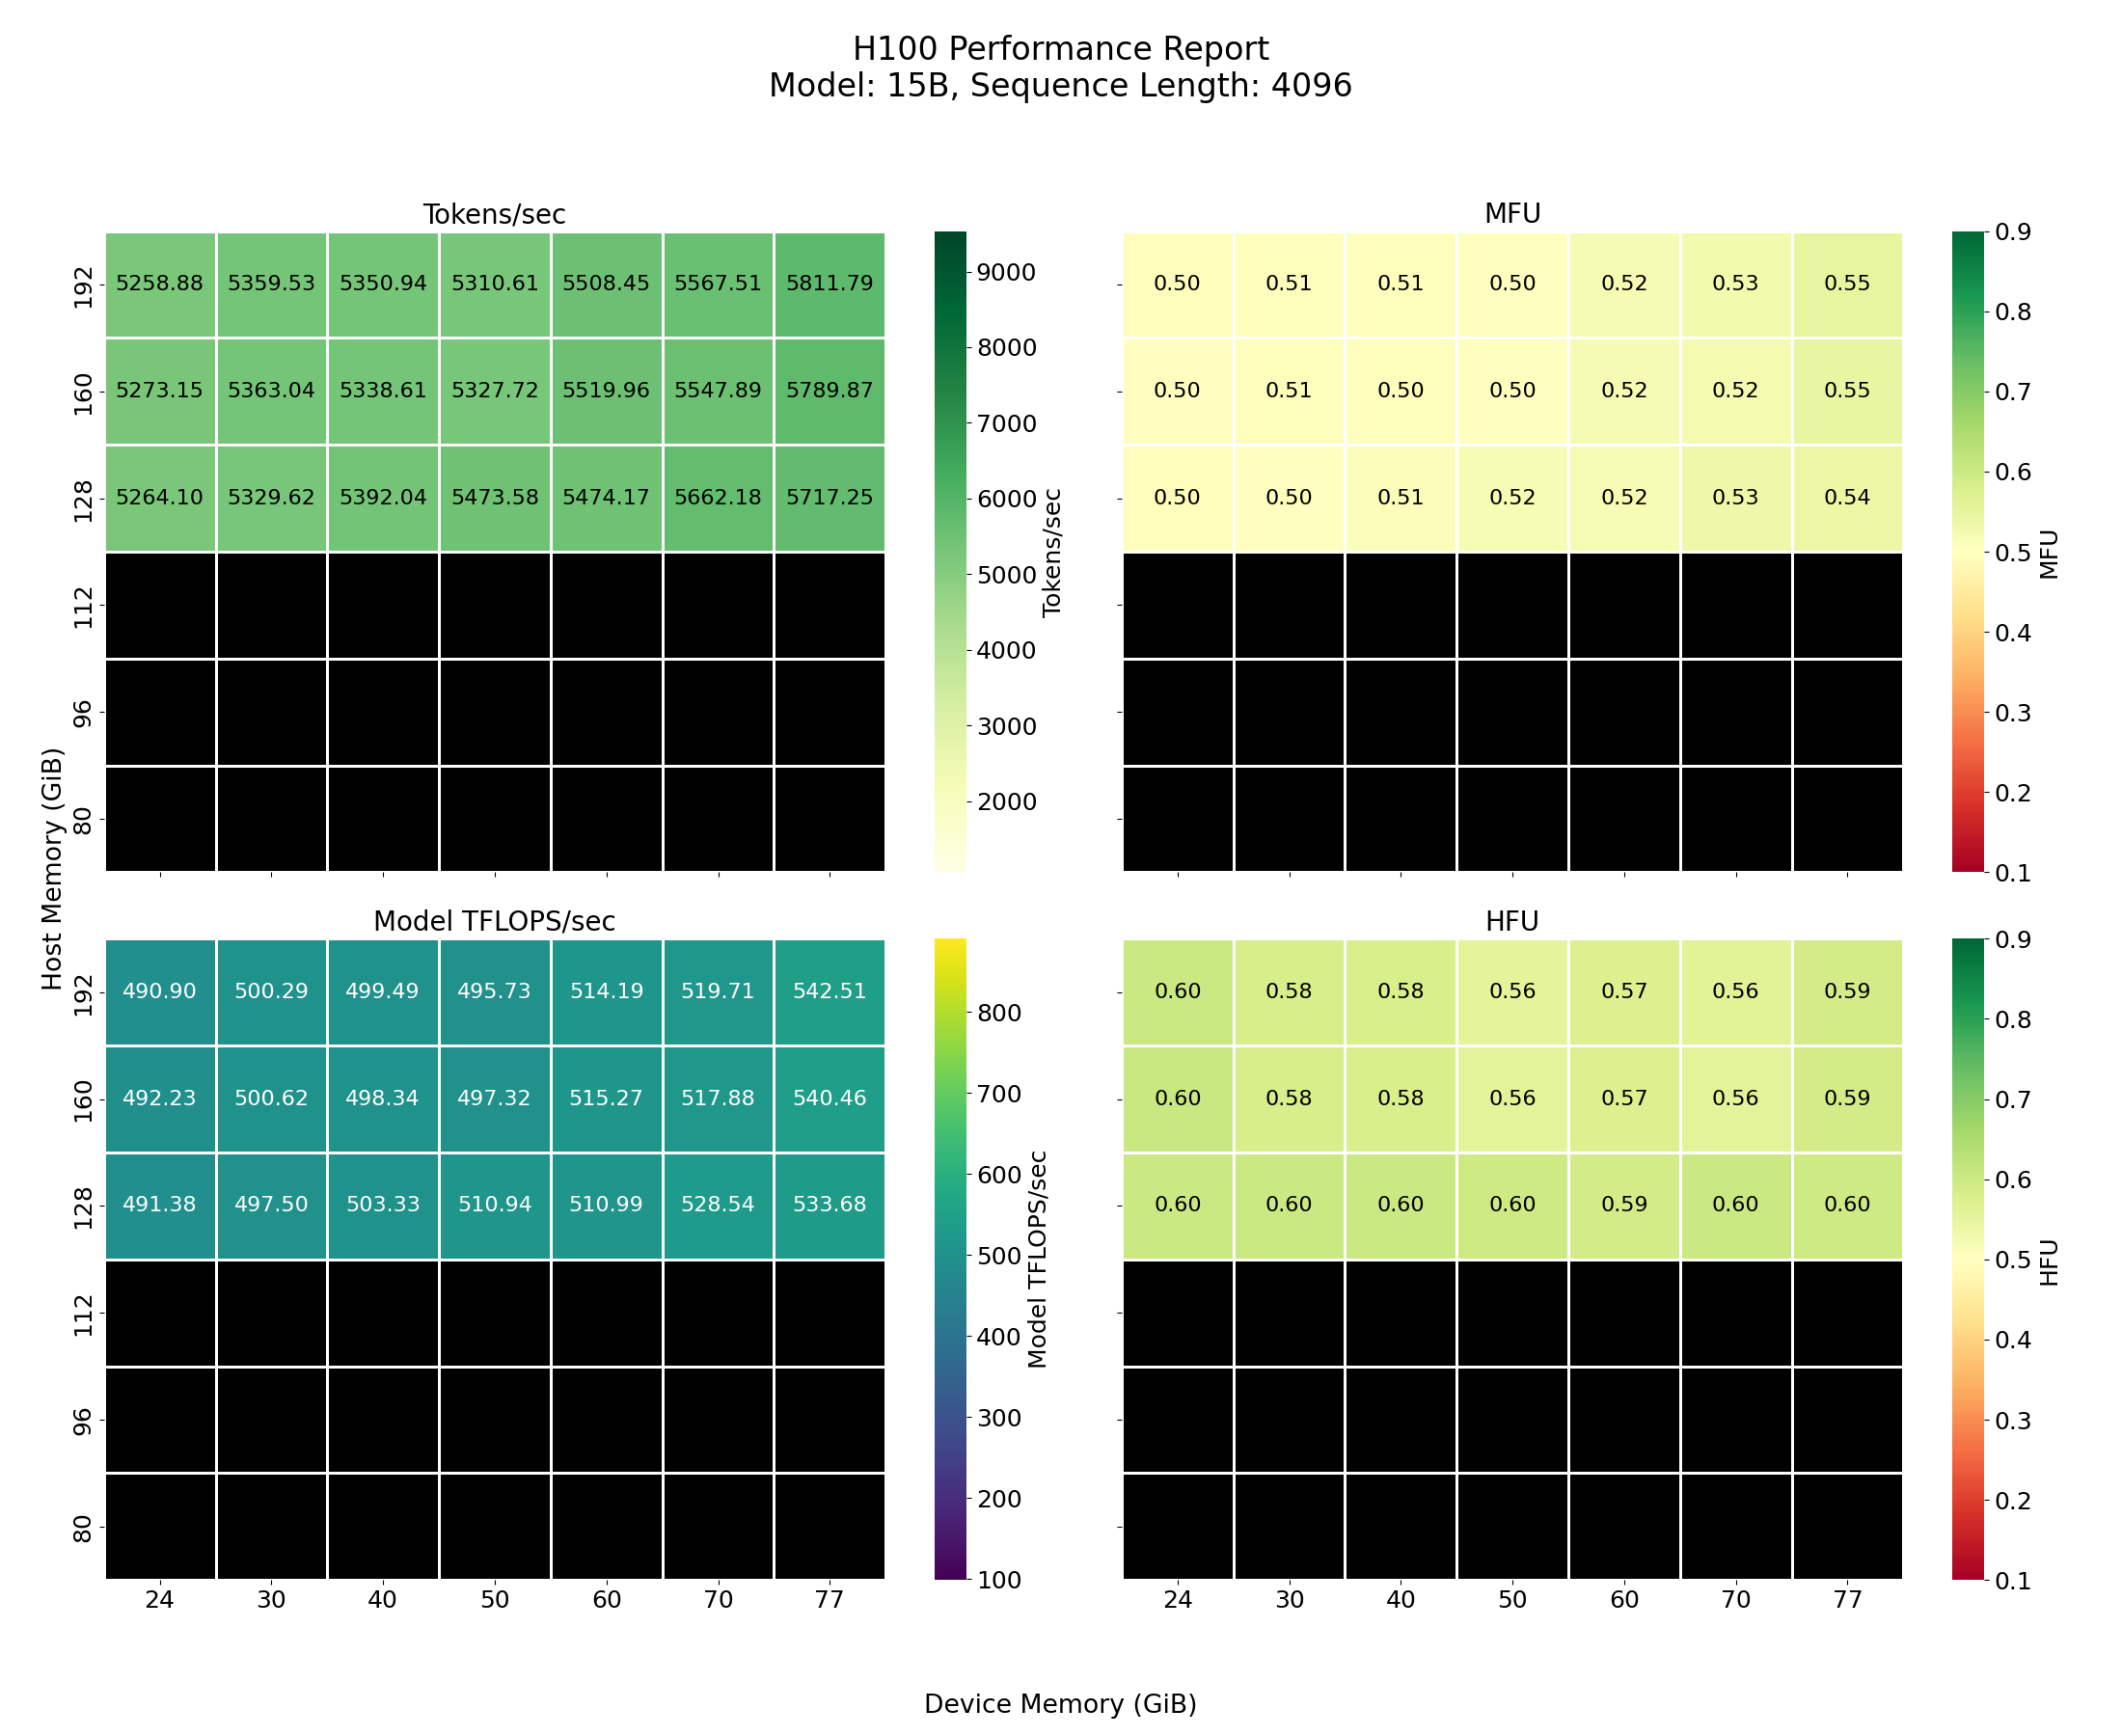 H100 Performance Report
Model: 15B, Sequence Length: 4096
Tokens/sec
192 5258.88 5359.53 5350.94 5310.61 5508.45 5567.51 5811.79
160 5273.15 5363.04 5338.61 5327.72 5519.96 5547.89 5789.87
128 5264.10 5329.62 5392.04 5473.58 5474.17 5662.18 5717.25
112
96
80
9000
8000
7000
6000
5000
4000
3000
2000
Tokens/sec
MFU
0.50 0.51 0.51 0.50 0.52 0.53 0.55
0.50 0.51 0.50 0.50 0.52 0.52 0.55
0.50 0.50 0.51 0.52 0.52 0.53 0.54
0.9
0.8
0.7
0.6
0.5
0.4
0.3
0.2
0.1
MFU
Host Memory (GiB)
Model TFLOPS/sec
192 490.90 500.29 499.49 495.73 514.19 519.71 542.51
160 492.23 500.62 498.34 497.32 515.27 517.88 540.46
128 491.38 497.50 503.33 510.94 510.99 528.54 533.68
112
96
80
24 30 40 50 60 70 77
800
700
600
500
400
300
200
100
Model TFLOPS/sec
HFU
0.60 0.58 0.58 0.56 0.57 0.56 0.59
0.60 0.58 0.58 0.56 0.57 0.56 0.59
0.60 0.60 0.60 0.60 0.59 0.60 0.60
24 30 40 50 60 70 77
0.9
0.8
0.7
0.6
0.5
0.4
0.3
0.2
0.1
HFU
Device Memory (GiB)